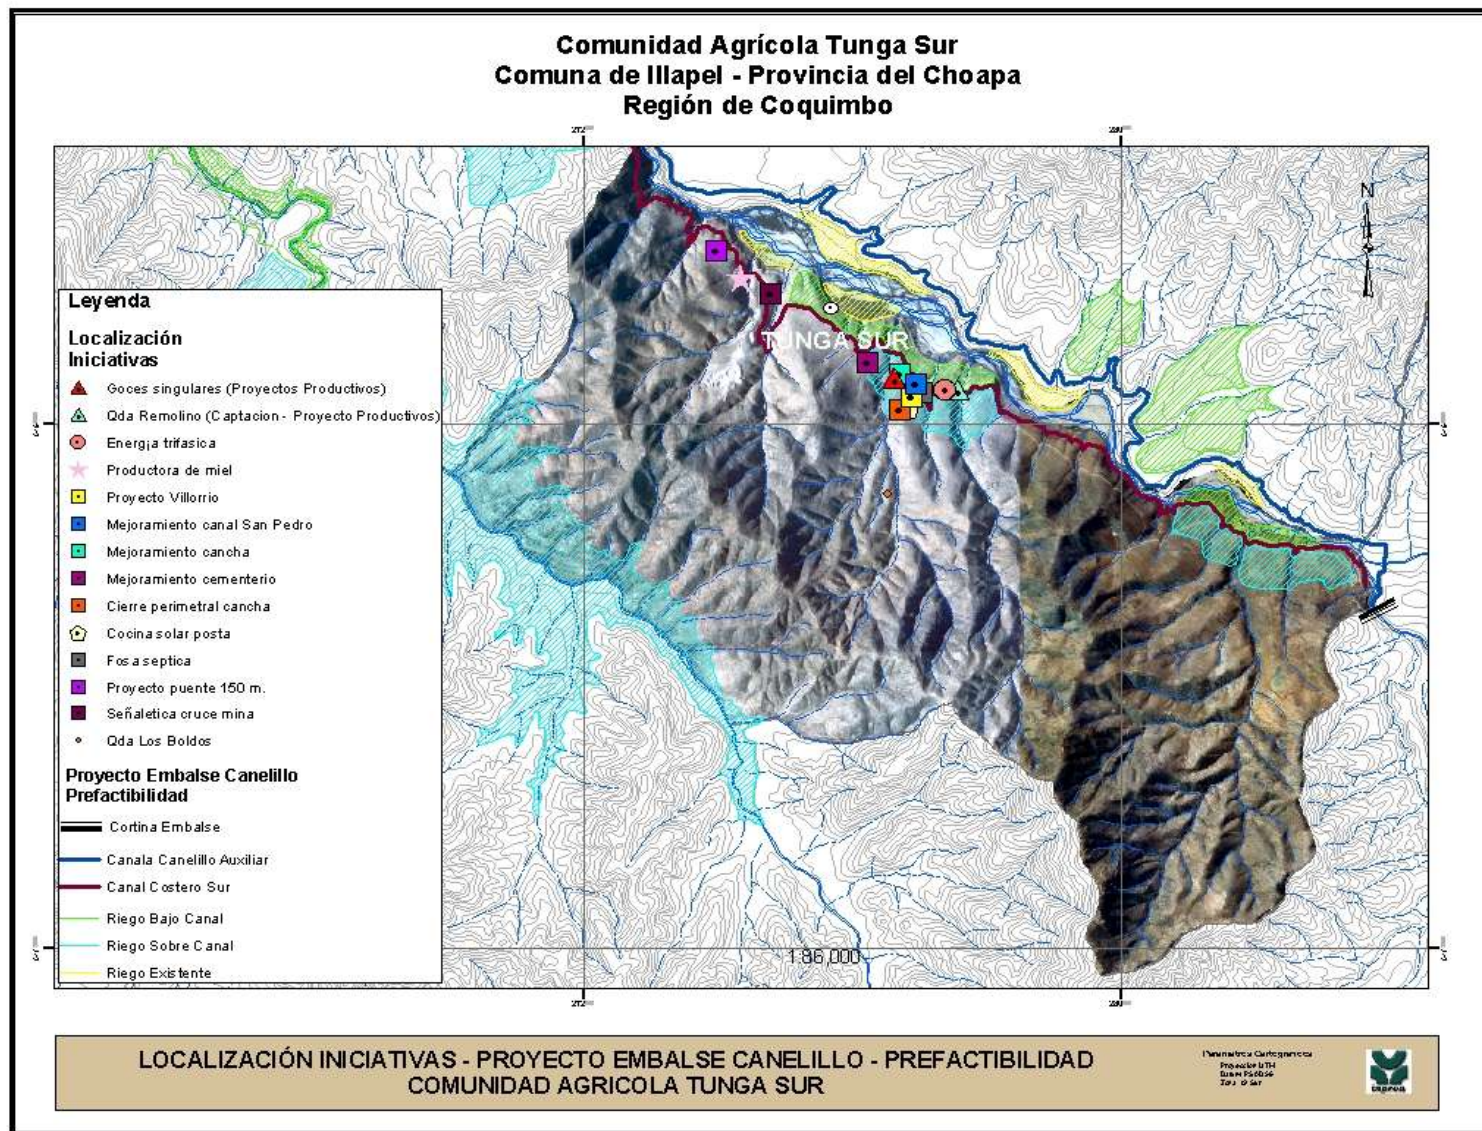 Comunidad Agrícola Tunga Sur
Comuna de Illapel - Provincia del Choapa
Región de Coquimbo
N
TUNGA SUR
Leyenda
Localización
Iniciativas
Goces singulares (Proyectos Productivos)
Qda Remolino (Captacion - Proyecto Productivos)
Energ¡a trifasica
Productora de miel
Proyecto Villorrio
Mejoramiento canal San Pedro
Mejoramiento cancha
Mejoramiento cementerio
Cierre perimetral cancha
Cocina solar posta
Fosa septica
Proyecto puente 150 m.
Señaletica cruce mina
Qda Los Boldos
Proyecto Embalse Canelillo
Prefactibilidad
Cortina Embalse
Canala Canelillo Auxiliar
Canal Costero Sur
Riego Bajo Canal
Riego Sobre Canal
Riego Existente
1:86,000
LOCALIZACIÓN INICIATIVAS - PROYECTO EMBALSE CANELILLO - PREFACTIBILIDAD
COMUNIDAD AGRICOLA TUNGA SUR